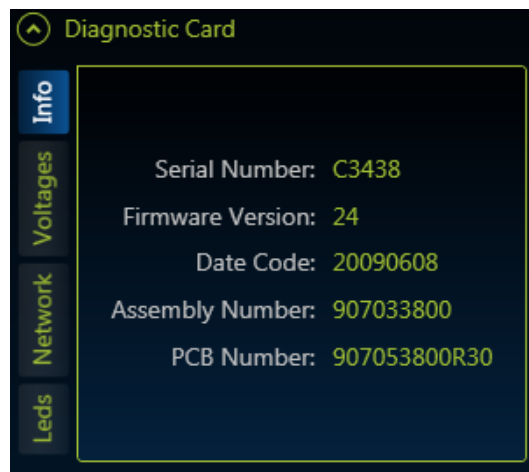 Diagnostic Card
Info
Voltages
Network
Leds
Serial Number: C3438
Firmware Version: 24
Date Code: 20090608
Assembly Number: 907033800
PCB Number: 907053800R30